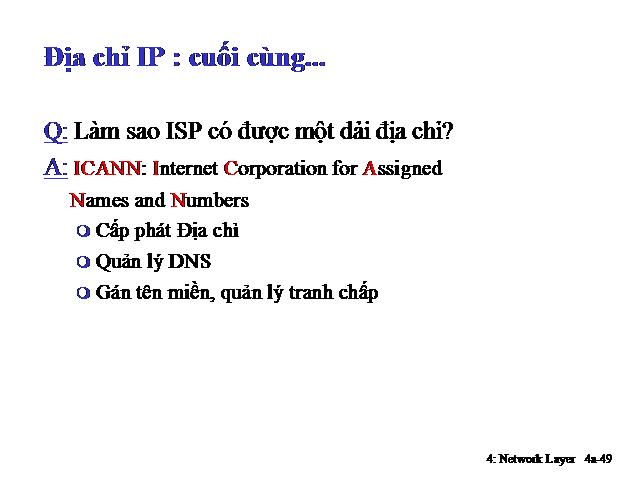 Địa chỉ IP : cuối cùng...
Q: Làm sao ISP có được một dải địa chỉ?
A: ICANN: Internet Corporation for Assigned
Names and Numbers
❍ Cấp phát Địa chỉ
❍ Quản lý DNS
❍ Gán tên miền, quản lý tranh chấp
4: Network Layer 4a-49